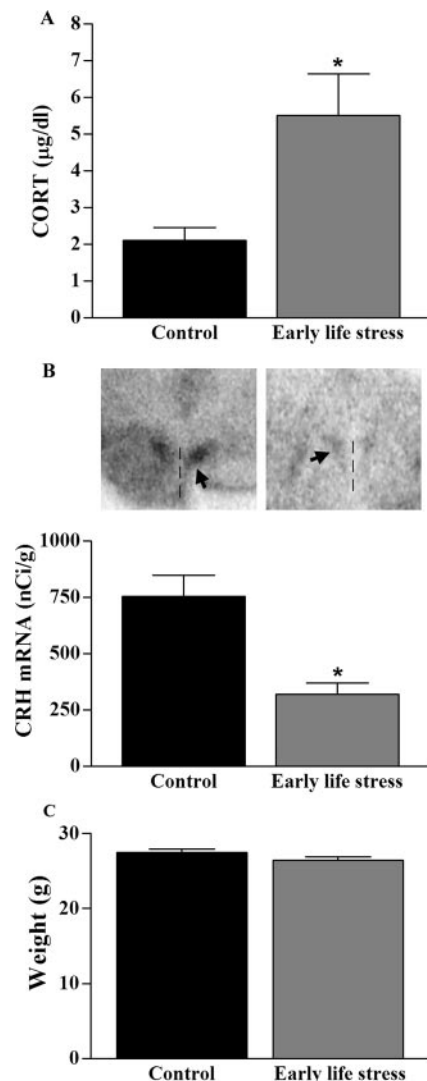 A
CORT (µg/dl)
8
7
6
5
4
3
2
1
0
*
Control
Early life stress
B
CRH mRNA (nCi/g)
1000
750
500
250
0
*
Control
Early life stress
C
Weight (g)
30
20
10
0
Control
Early life stress